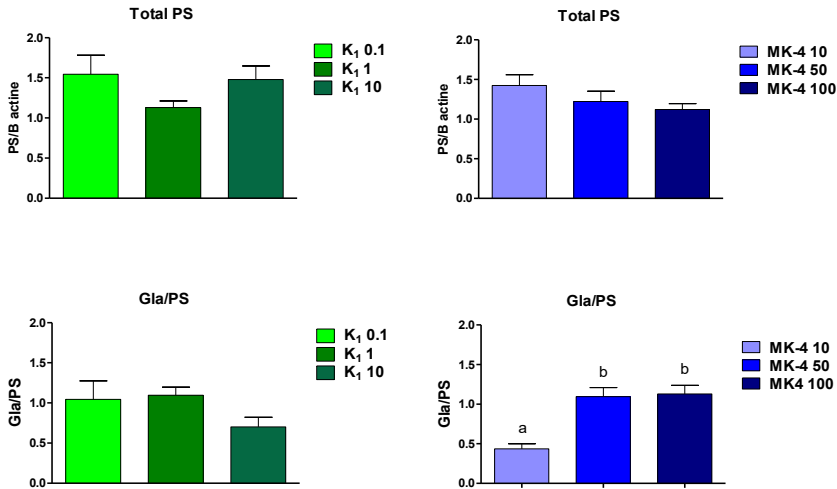 Total PS
PS/B actine
2.0
1.5
1.0
0.5
0.0
K₁ 0.1
K₁ 1
K₁ 10
Total PS
PS/B actine
2.0
1.5
1.0
0.5
0.0
MK-4 10
MK-4 50
MK-4 100
Gla/PS
Gla/PS
2.0
1.5
1.0
0.5
0.0
K₁ 0.1
K₁ 1
K₁ 10
Gla/PS
Gla/PS
2.0
1.5
1.0
0.5
0.0
a
b
b
MK-4 10
MK-4 50
MK4 100